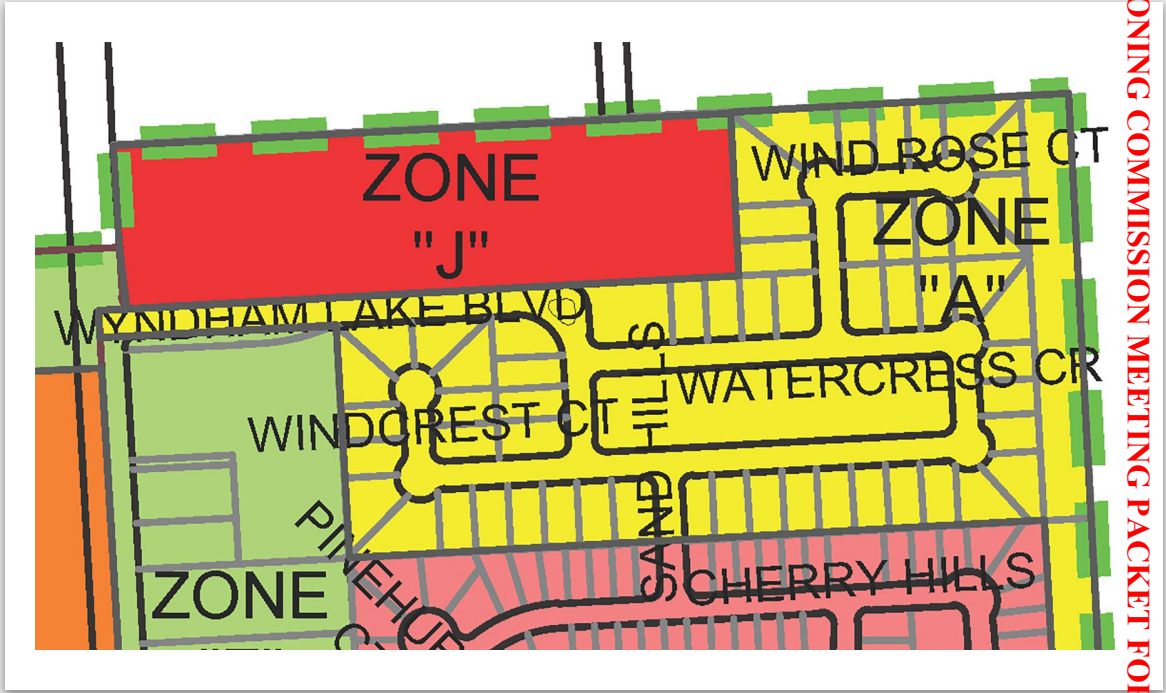 ZONE
"J"
WIND ROSE CT
ZONE
"A"
WYNDHAM LAKE BLVD
WATERCRESS CR
WINDCREST CT
SAND HILLS
ZONE
CHERRY HILLS
ONING COMMISSION MEETING PACKET FO